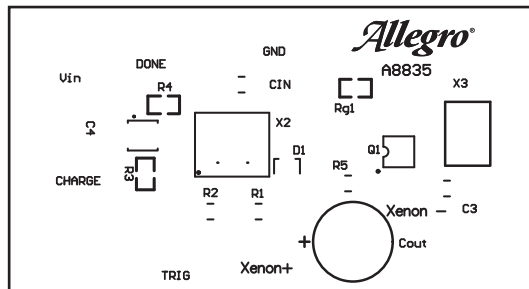 Allegro®
A8835
GND
DONE
Vin
R4
CIN
Rg1
X3
C4
X2
D1
Q1
R5
CHARGE
R3
R2
R1
Xenon –
C3
+
Cout
Xenon+
TRIG